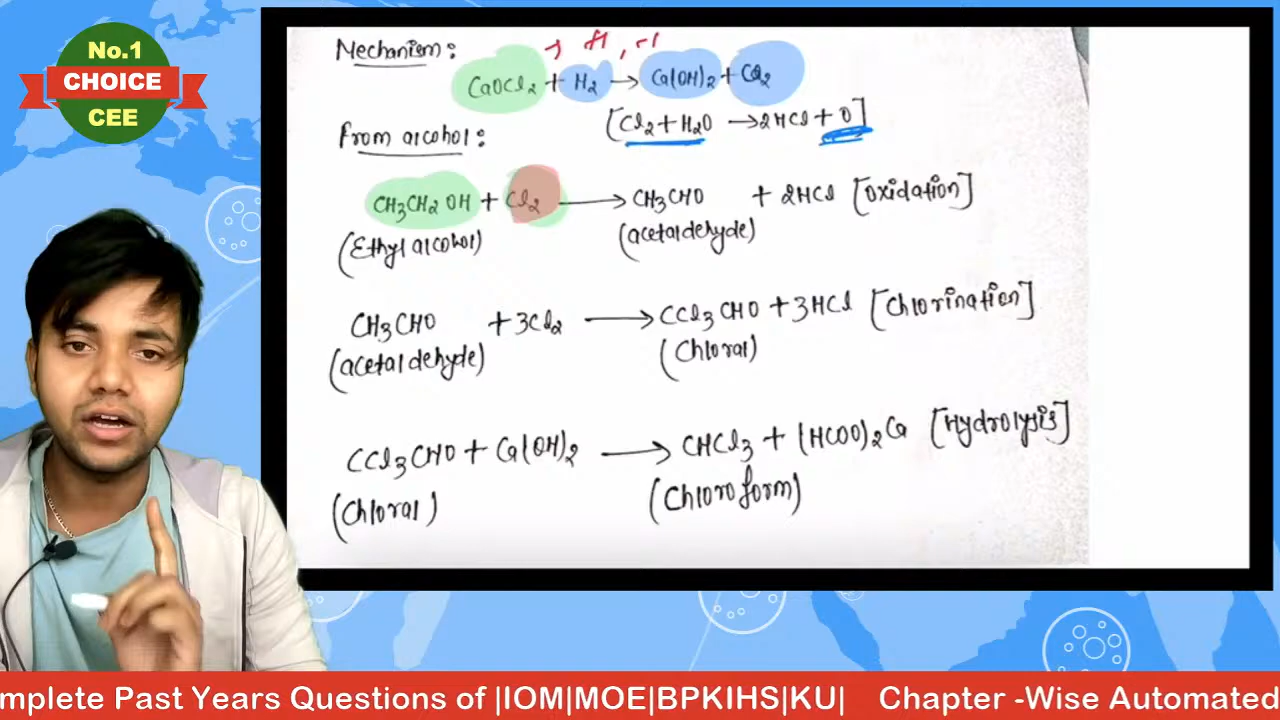 No.1
CHOICE
CEE
Mechanism:
CaOCl2 + H2 → Ca(OH)2 + Cl2
[Cl2 + H2O → 2HCl + O]
From alcohol:
CH3CH2OH + Cl2 → CH3CHO + 2HCl [Oxidation]
(Ethyl alcohol) (acetaldehyde)
CH3CHO + 3Cl2 → CCl3CHO + 3HCl [Chlorination]
(acetaldehyde) (Chloral)
CCl3CHO + Ca(OH)2 → CHCl3 + (HCOO)2Ca [Hydrolysis]
(Chloral) (Chloroform)
mplete Past Years Questions of |IOM|MOE|BPKIHS|KU| Chapter -Wise Automated